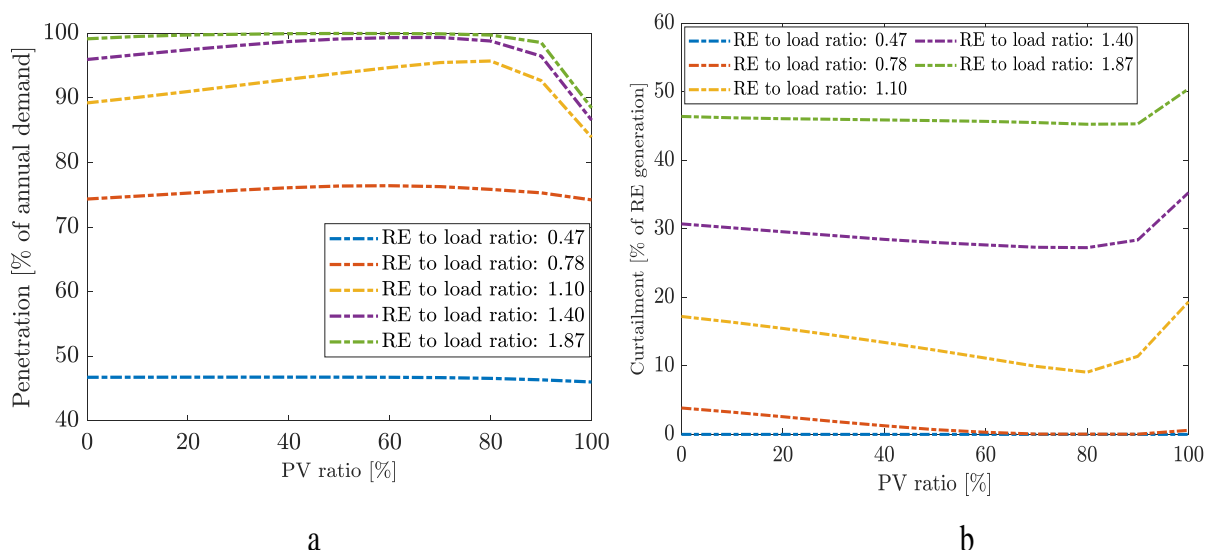 Penetration [% of annual demand]
100
90
80
70
60
50
40
RE to load ratio: 0.47
RE to load ratio: 0.78
RE to load ratio: 1.10
RE to load ratio: 1.40
RE to load ratio: 1.87
0 20 40 60 80 100
PV ratio [%]
a
Curtailment [% of RE generation]
60
50
40
30
20
10
0
RE to load ratio: 0.47 RE to load ratio: 1.40
RE to load ratio: 0.78 RE to load ratio: 1.87
RE to load ratio: 1.10
0 20 40 60 80 100
PV ratio [%]
b